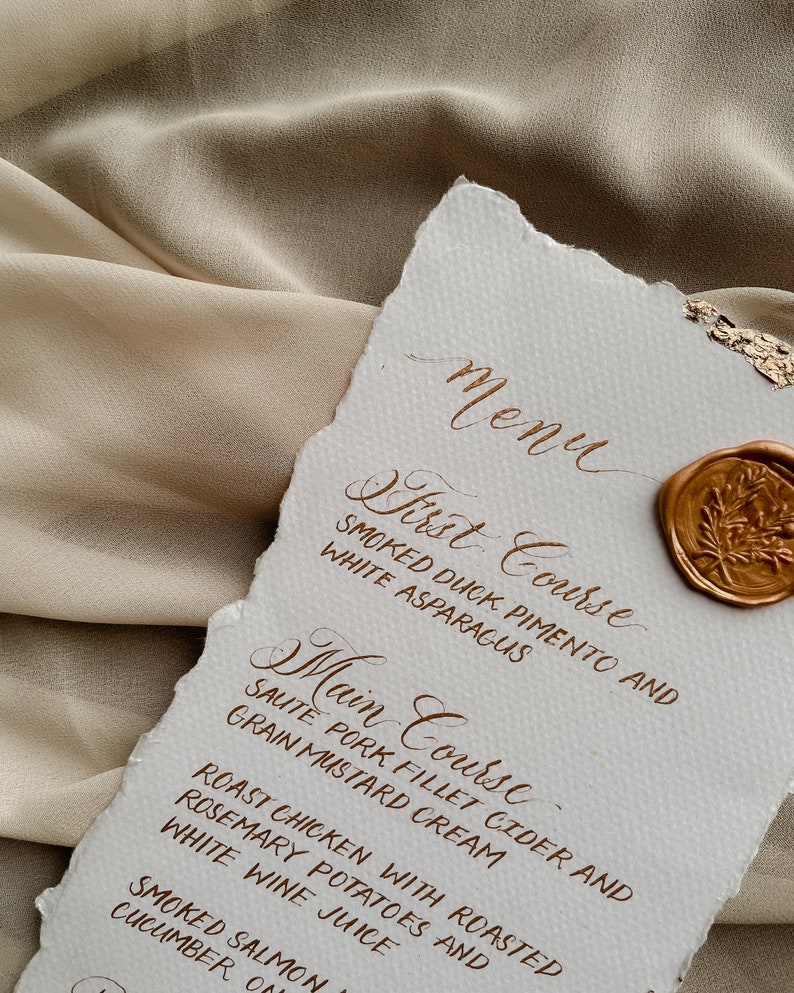 Menu
First Course
SMOKED DUCK PIMENTO AND
WHITE ASPARAGUS
Main Course
SAUTE PORK FILLET CIDER AND
GRAIN MUSTARD CREAM
ROAST CHICKEN WITH ROASTED
ROSEMARY POTATOES AND
WHITE WINE JUICE
SMOKED SALMON
CUCUMBER ON